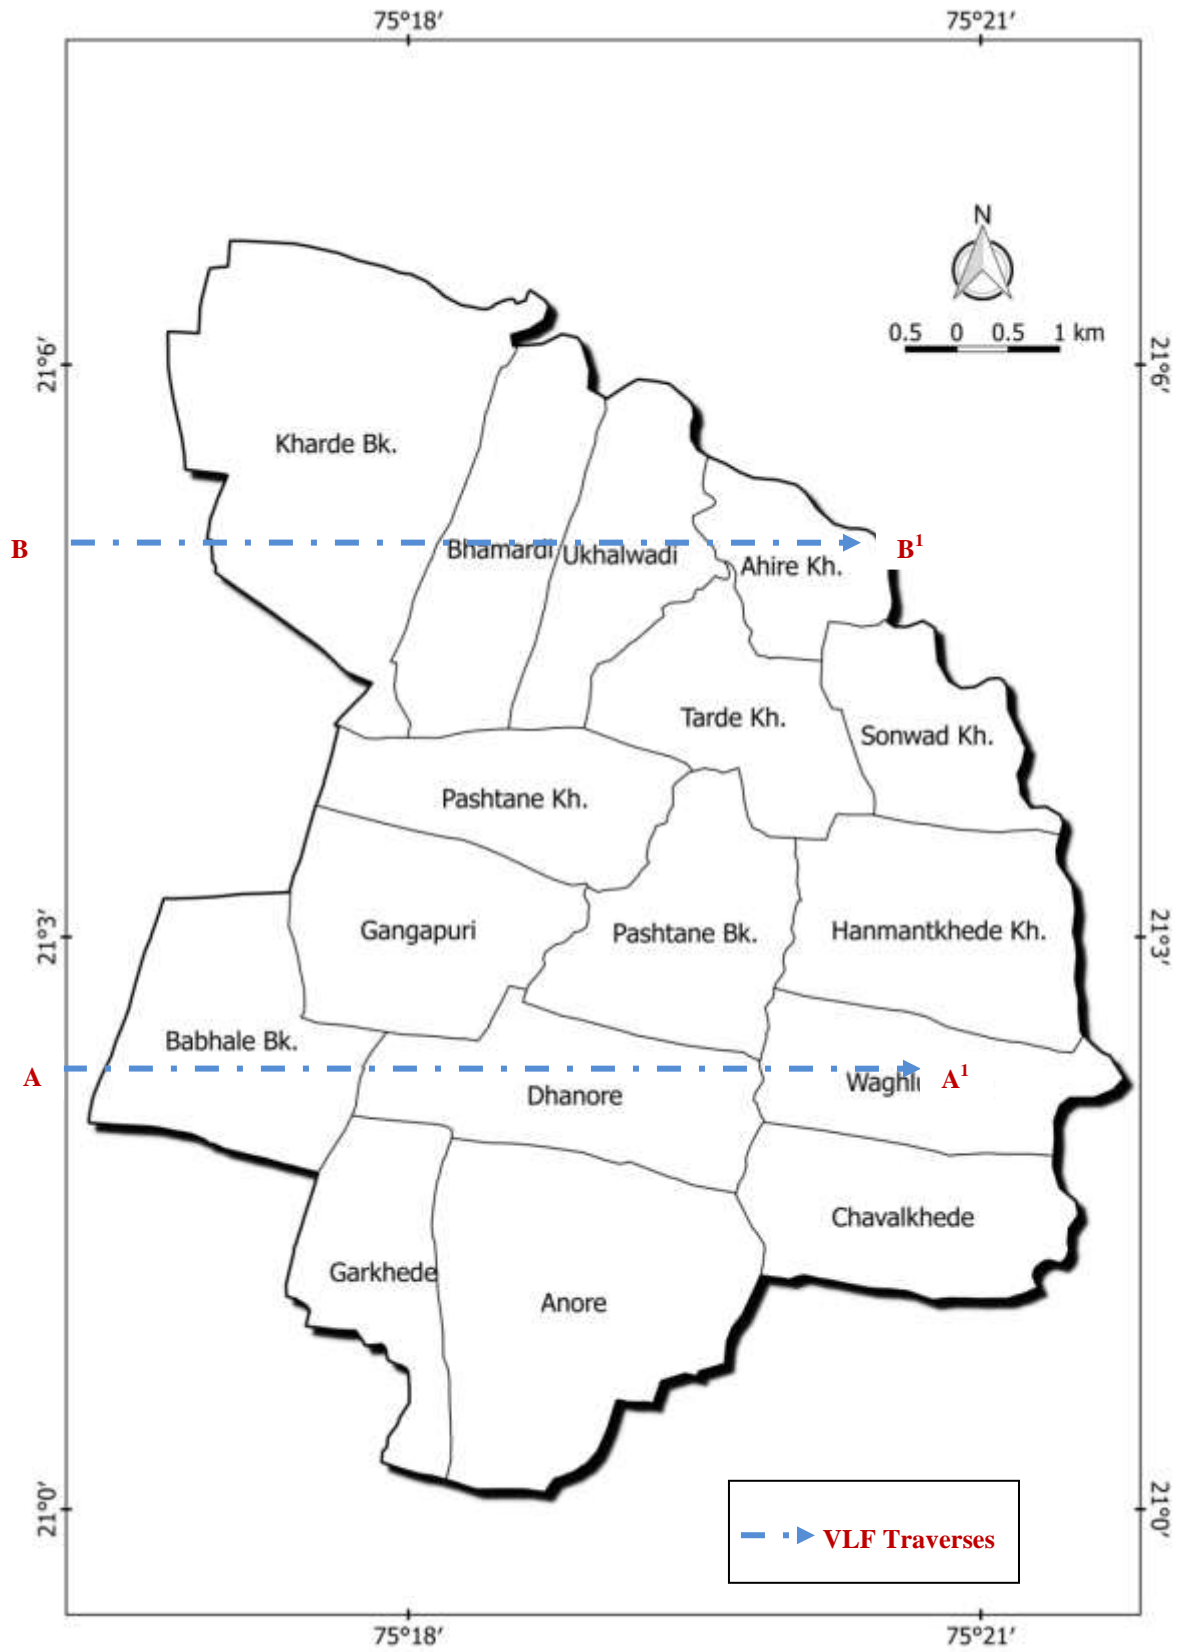 75°18′ 75°21′
N
0.5 0 0.5 1 km
21°6′ 21°6′
Kharde Bk.
B Bhamardi Ukhalwadi B¹
Ahire Kh.
Tarde Kh.
Sonwad Kh.
Pashtane Kh.
21°3′ Gangapuri Pashtane Bk. Hanmantkhede Kh. 21°3′
Babhale Bk.
A Waghl A¹
Dhanore
Chavalkhede
Garkhede
Anore
21°0′ 21°0′
VLF Traverses
75°18′ 75°21′